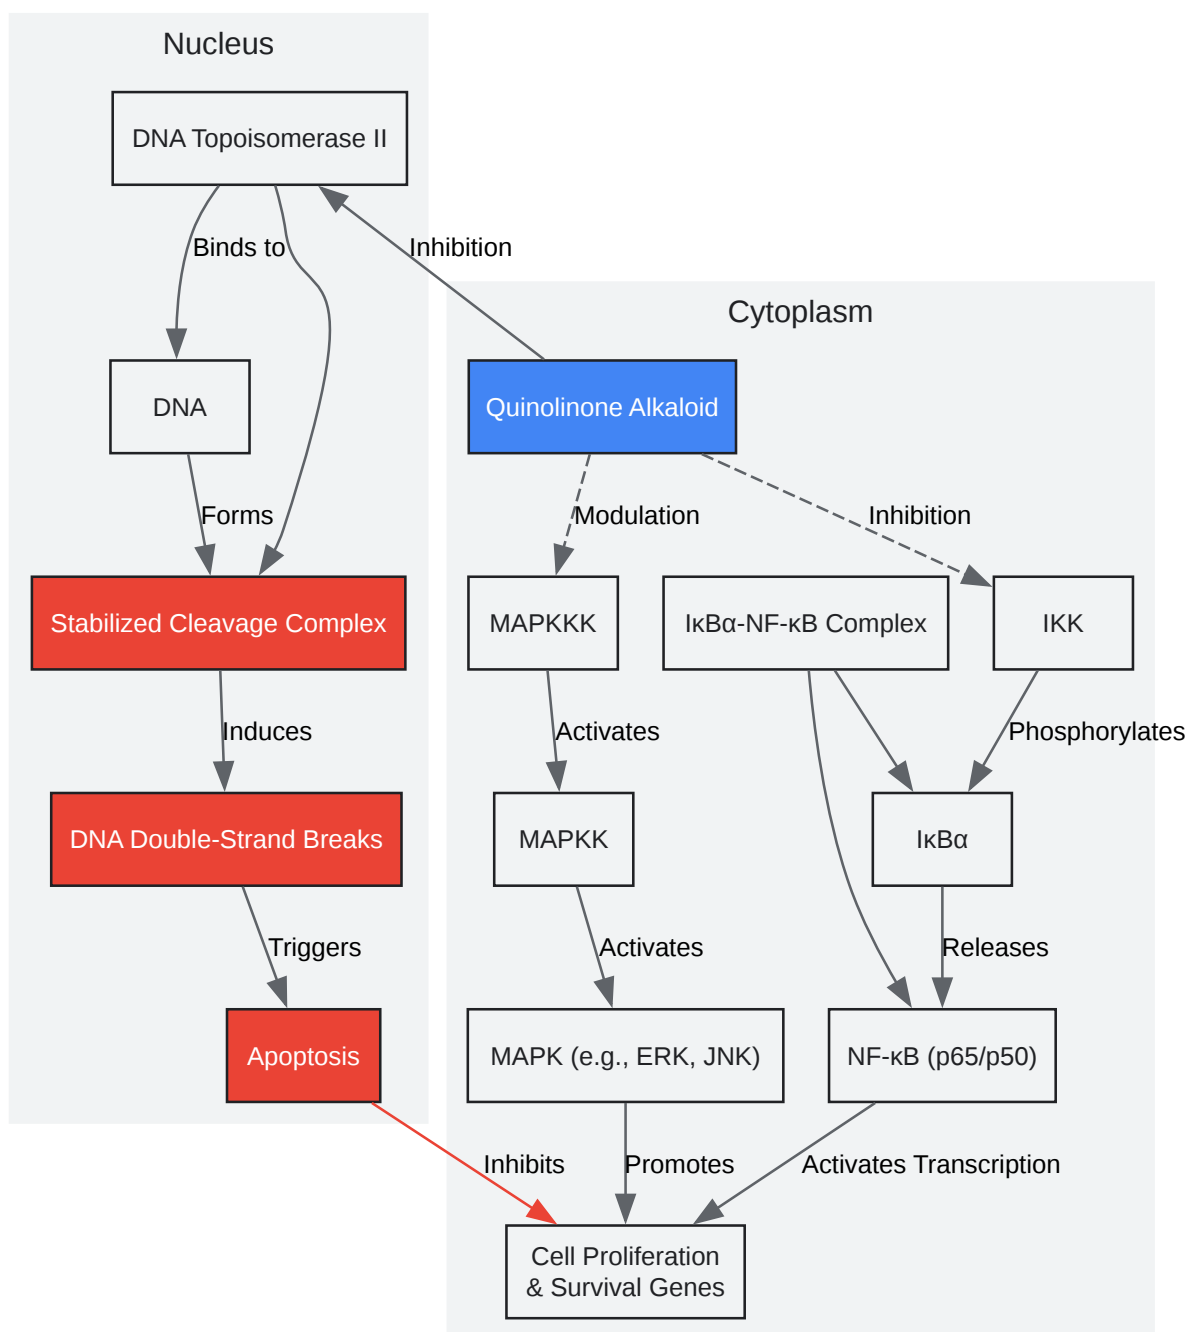 Nucleus
DNA Topoisomerase II
Binds to
Inhibition
Cytoplasm
DNA
Quinolinone Alkaloid
Forms
Modulation
Inhibition
Stabilized Cleavage Complex
MAPKKK
IκBα-NF-κB Complex
IKK
Induces
Activates
Phosphorylates
DNA Double-Strand Breaks
MAPKK
IκBα
Triggers
Activates
Releases
Apoptosis
MAPK (e.g., ERK, JNK)
NF-κB (p65/p50)
Inhibits
Promotes
Activates Transcription
Cell Proliferation
& Survival Genes